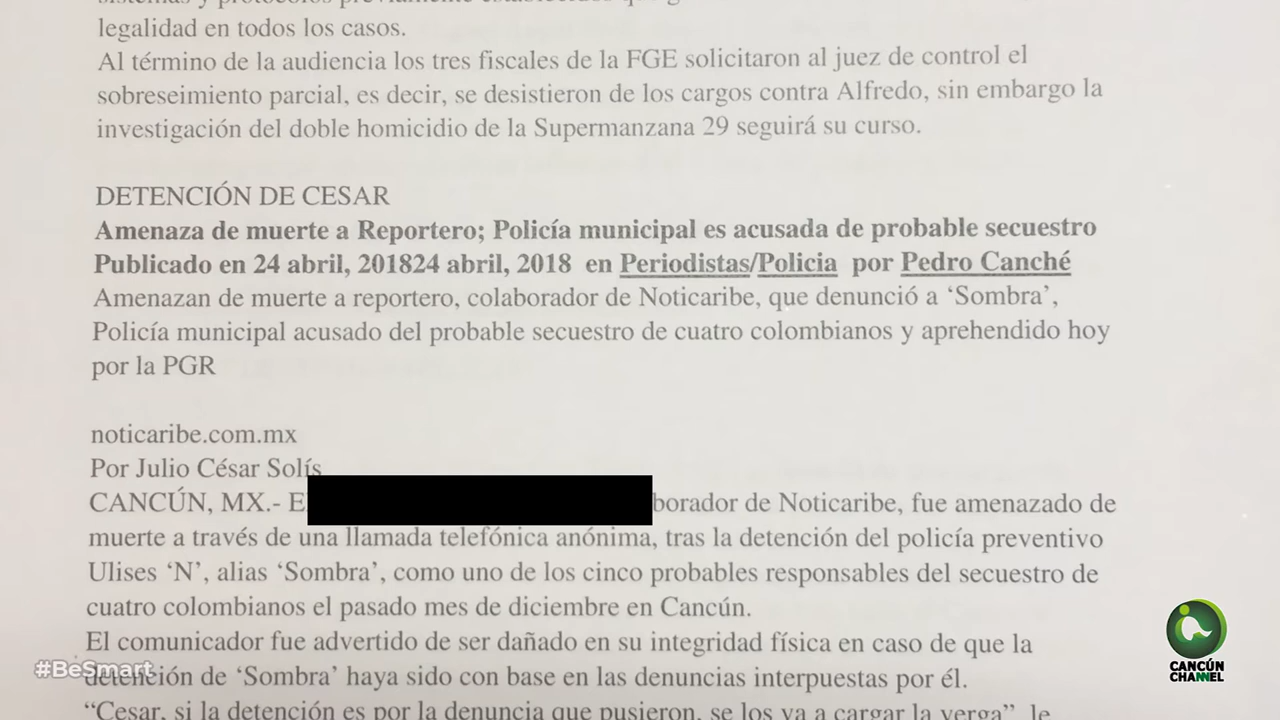 legalidad en todos los casos.
Al término de la audiencia los tres fiscales de la FGE solicitaron al juez de control el
sobreseimiento parcial, es decir, se desistieron de los cargos contra Alfredo, sin embargo la
investigación del doble homicidio de la Supermanzana 29 seguirá su curso.
DETENCIÓN DE CESAR
Amenaza de muerte a Reportero; Policía municipal es acusada de probable secuestro
Publicado en 24 abril, 201824 abril, 2018 en Periodistas/Policia por Pedro Canché
Amenazan de muerte a reportero, colaborador de Noticaribe, que denunció a ‘Sombra’,
Policía municipal acusado del probable secuestro de cuatro colombianos y aprehendido hoy
por la PGR
noticaribe.com.mx
Por Julio César Solís
CANCÚN, MX.- E borador de Noticaribe, fue amenazado de
muerte a través de una llamada telefónica anónima, tras la detención del policía preventivo
Ulises ‘N’, alias ‘Sombra’, como uno de los cinco probables responsables del secuestro de
cuatro colombianos el pasado mes de diciembre en Cancún.
El comunicador fue advertido de ser dañado en su integridad física en caso de que la
detención de ‘Sombra’ haya sido con base en las denuncias interpuestas por él.
“Cesar, si la detención es por la denuncia que pusieron, se los va a cargar la verga”, le
#BeSmart
CANCÚN
CHANNEL